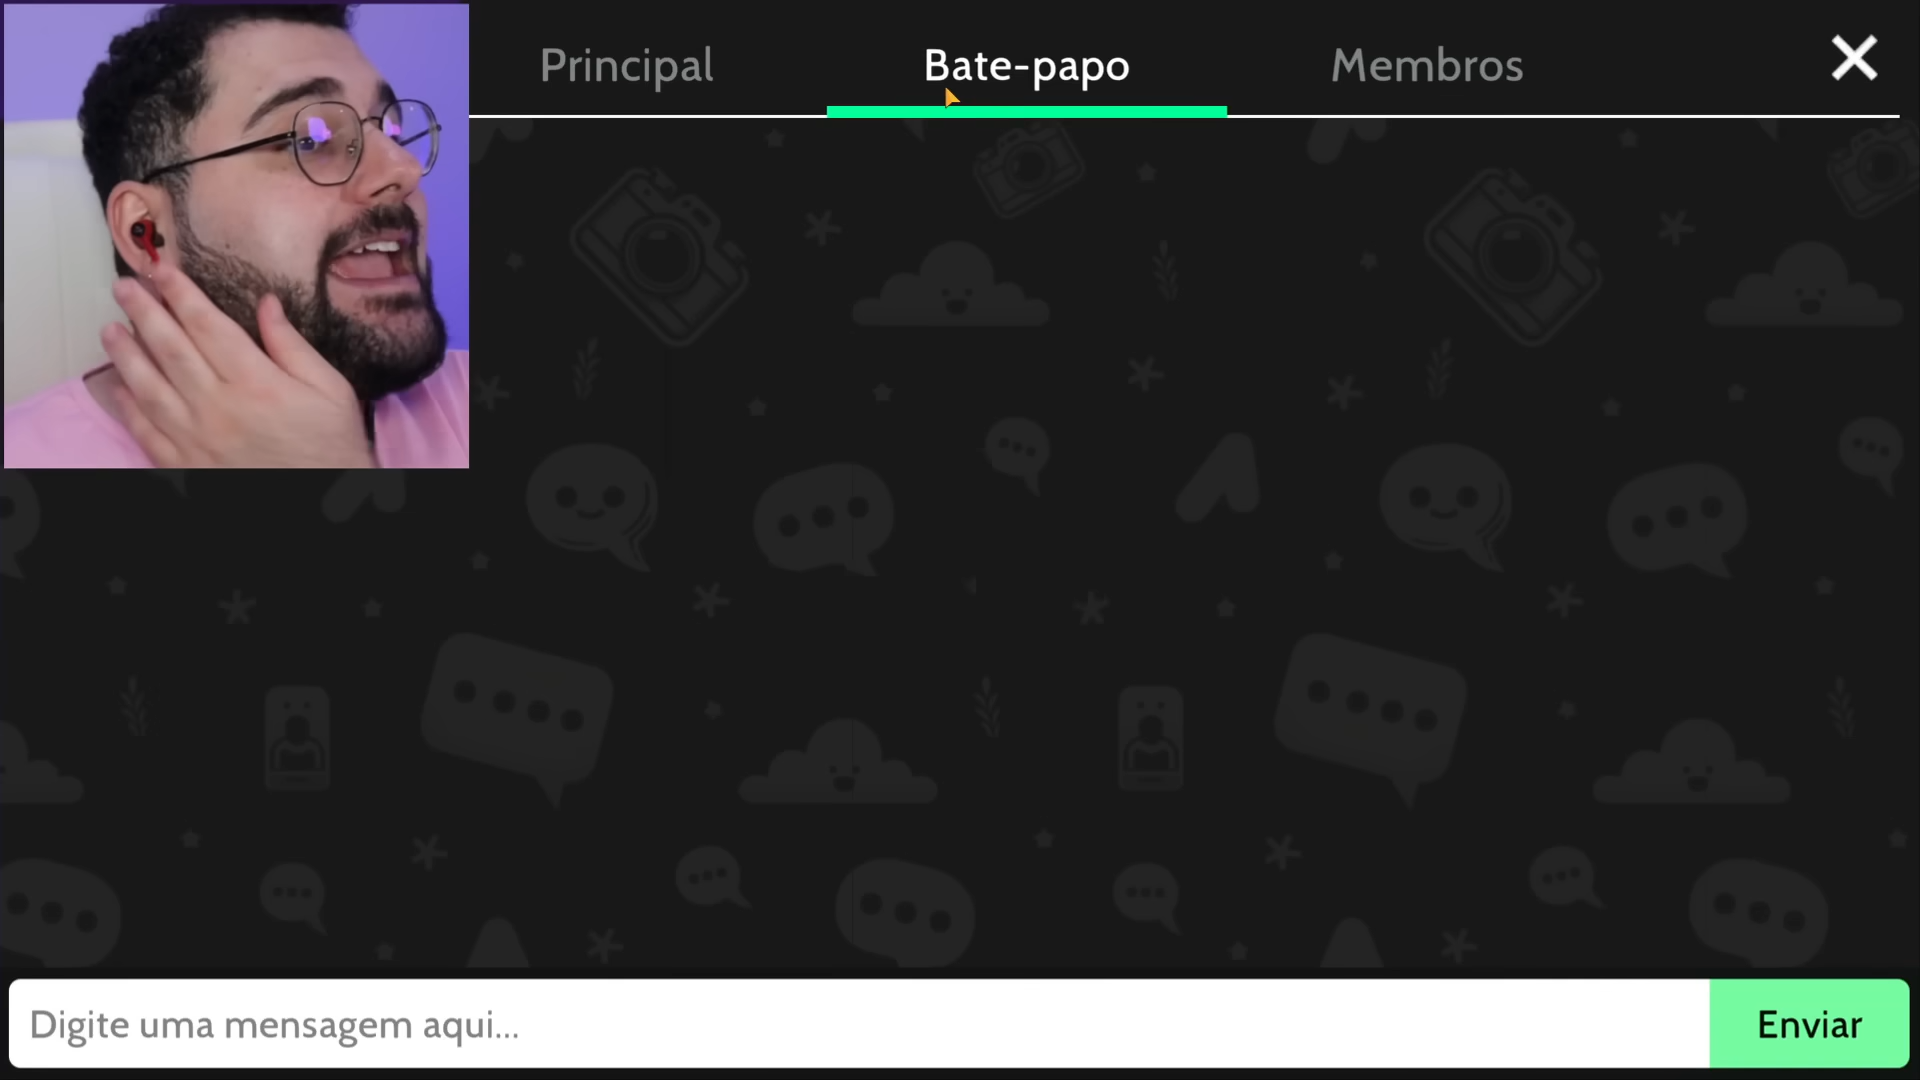 Principal
Bate-papo
Membros
Digite uma mensagem aqui...
Enviar